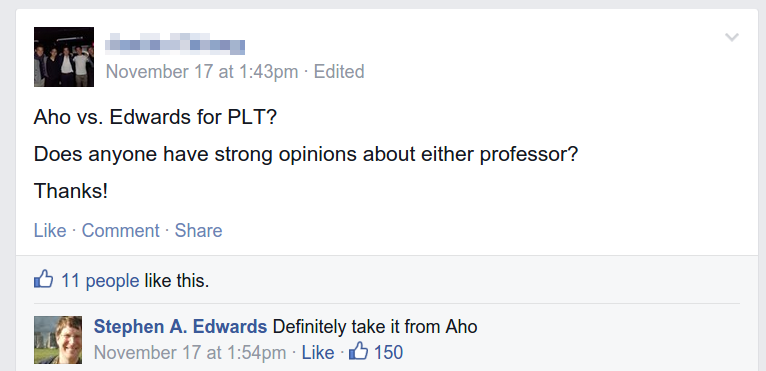 November 17 at 1:43pm · Edited
Aho vs. Edwards for PLT?
Does anyone have strong opinions about either professor?
Thanks!
Like · Comment · Share
11 people like this.
Stephen A. Edwards Definitely take it from Aho
November 17 at 1:54pm · Like · 150